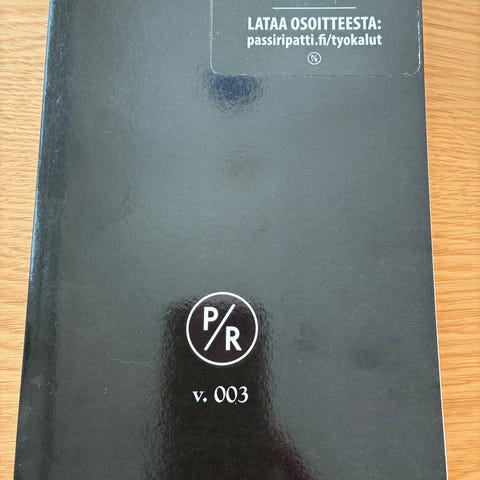 LATAA OSOITTEESTA:
passiripatti.fi/tyokalut
P/R
P/R
v. 003